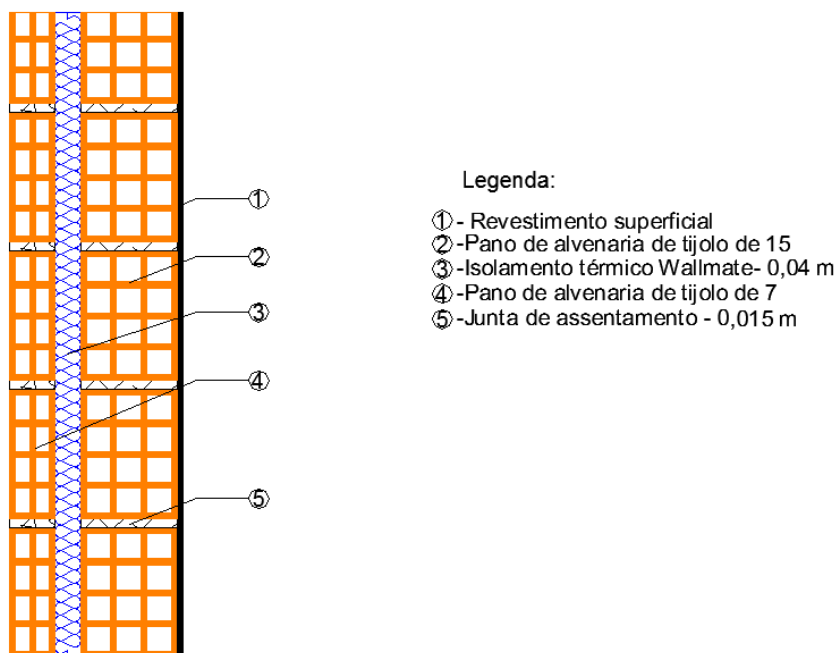 Legenda:
① - Revestimento superficial
② -Pano de alvenaria de tijolo de 15
③ -Isolamento térmico Wallmate- 0,04 m
④ -Pano de alvenaria de tijolo de 7
⑤ -Junta de assentamento - 0,015 m
①
②
③
④
⑤